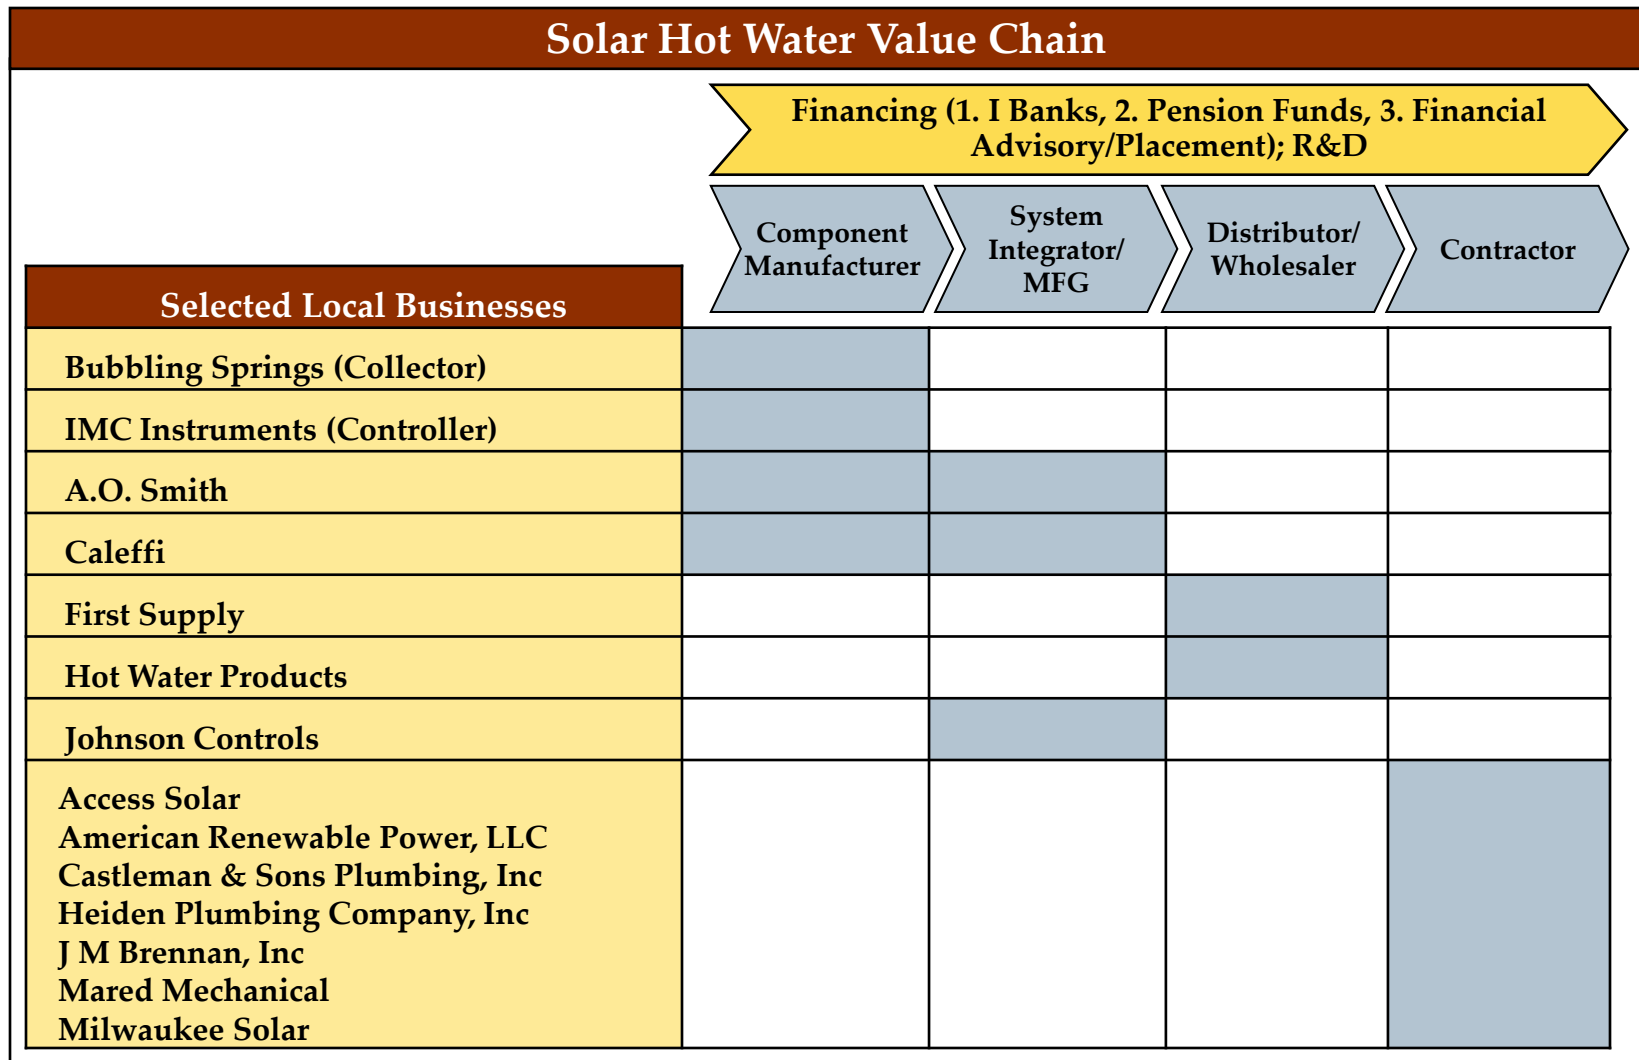 Solar Hot Water Value Chain
Financing (1. I Banks, 2. Pension Funds, 3. Financial
Advisory/Placement); R&D
Component
Manufacturer
System
Integrator/
MFG
Distributor/
Wholesaler
Contractor
Selected Local Businesses
Bubbling Springs (Collector)
IMC Instruments (Controller)
A.O. Smith
Caleffi
First Supply
Hot Water Products
Johnson Controls
Access Solar
American Renewable Power, LLC
Castleman & Sons Plumbing, Inc
Heiden Plumbing Company, Inc
J M Brennan, Inc
Mared Mechanical
Milwaukee Solar